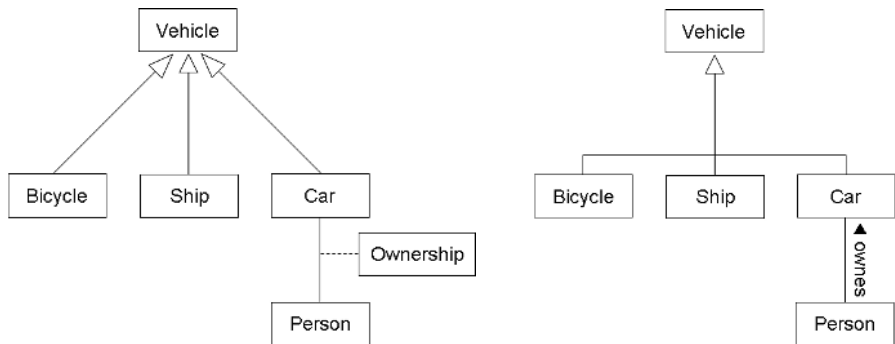 Vehicle
Bicycle
Ship
Car
Ownership
Person
Vehicle
Bicycle
Ship
Car
ownes
Person